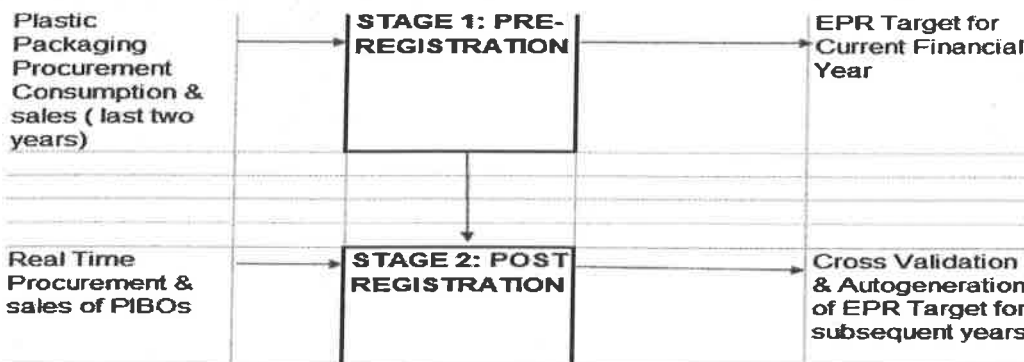 Plastic
Packaging
Procurement
Consumption &
sales ( last two
years)
STAGE 1: PRE-
REGISTRATION
EPR Target for
Current Financial
Year
Real Time
Procurement &
sales of PIBOs
STAGE 2: POST
REGISTRATION
Cross Validation
& Autogeneration
of EPR Target for
subsequent years